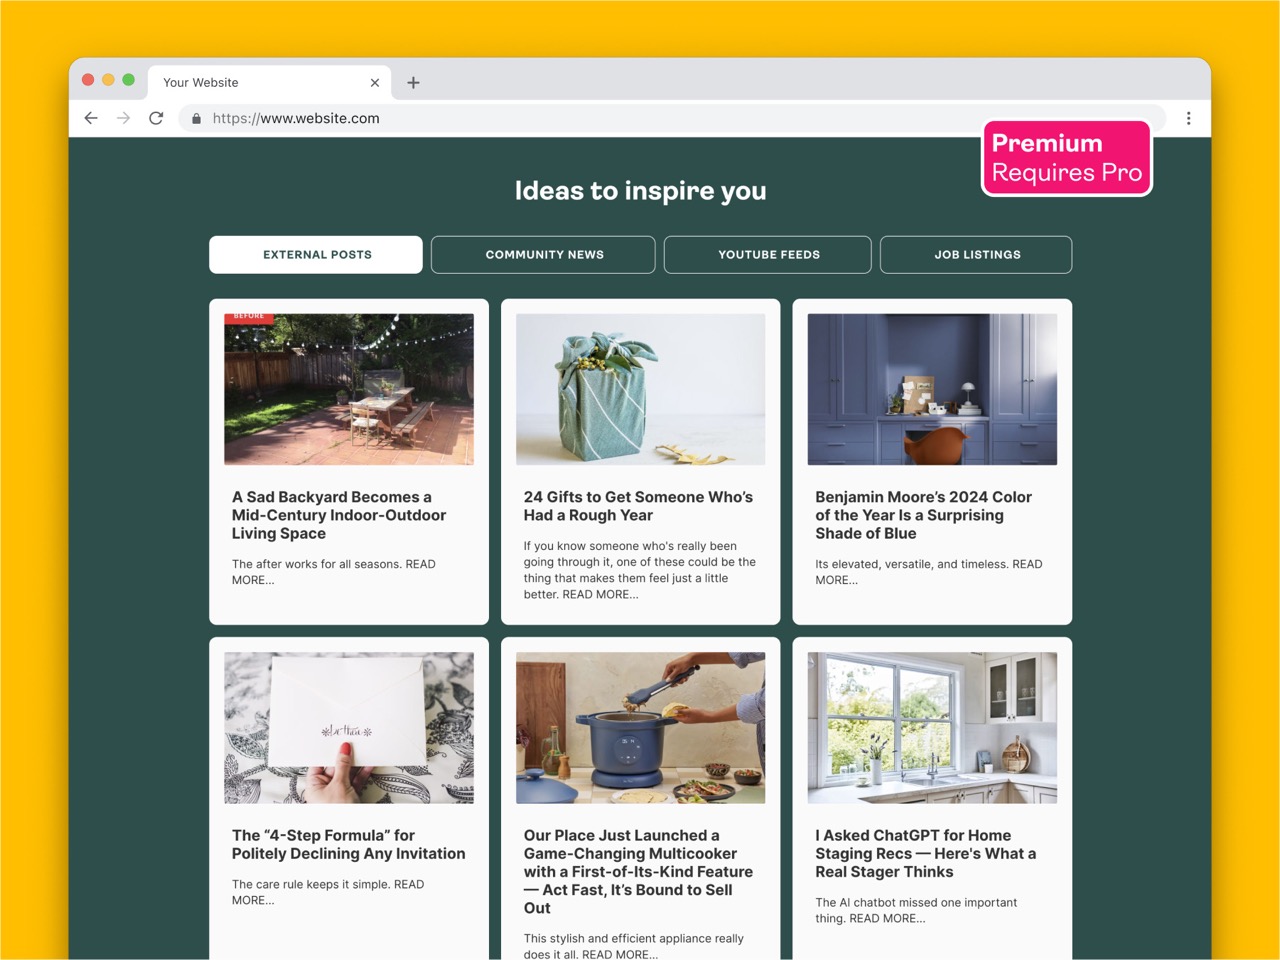 Your Website
https://www.website.com
Premium
Requires Pro
Ideas to inspire you
EXTERNAL POSTS
COMMUNITY NEWS
YOUTUBE FEEDS
JOB LISTINGS
BEFORE
A Sad Backyard Becomes a
Mid-Century Indoor-Outdoor
Living Space
The after works for all seasons. READ
MORE...
24 Gifts to Get Someone Who’s
Had a Rough Year
If you know someone who's really been
going through it, one of these could be the
thing that makes them feel just a little
better. READ MORE...
Benjamin Moore’s 2024 Color
of the Year Is a Surprising
Shade of Blue
Its elevated, versatile, and timeless. READ
MORE...
The “4-Step Formula” for
Politely Declining Any Invitation
The care rule keeps it simple. READ
MORE...
Our Place Just Launched a
Game-Changing Multicooker
with a First-of-Its-Kind Feature
— Act Fast, It’s Bound to Sell
Out
This stylish and efficient appliance really
does it all. READ MORE...
I Asked ChatGPT for Home
Staging Recs — Here's What a
Real Stager Thinks
The AI chatbot missed one important
thing. READ MORE...